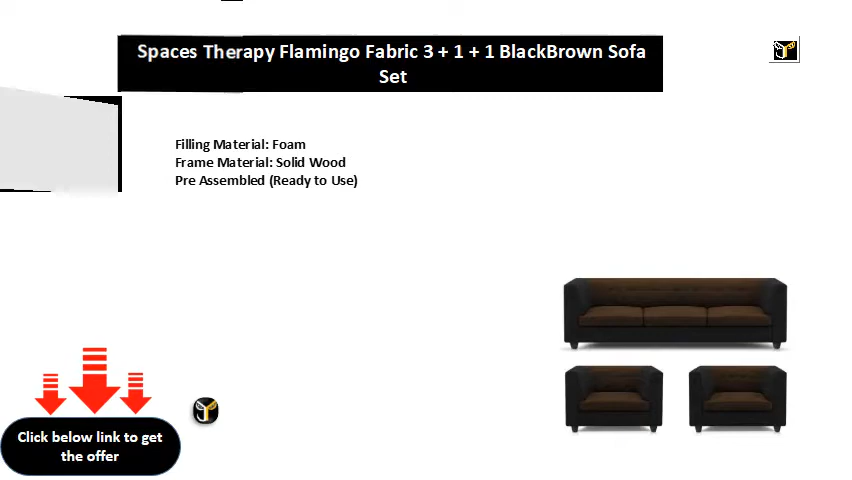 Spaces Therapy Flamingo Fabric 3 + 1 + 1 BlackBrown Sofa
Set
Filling Material: Foam
Frame Material: Solid Wood
Pre Assembled (Ready to Use)
Click below link to get
the offer